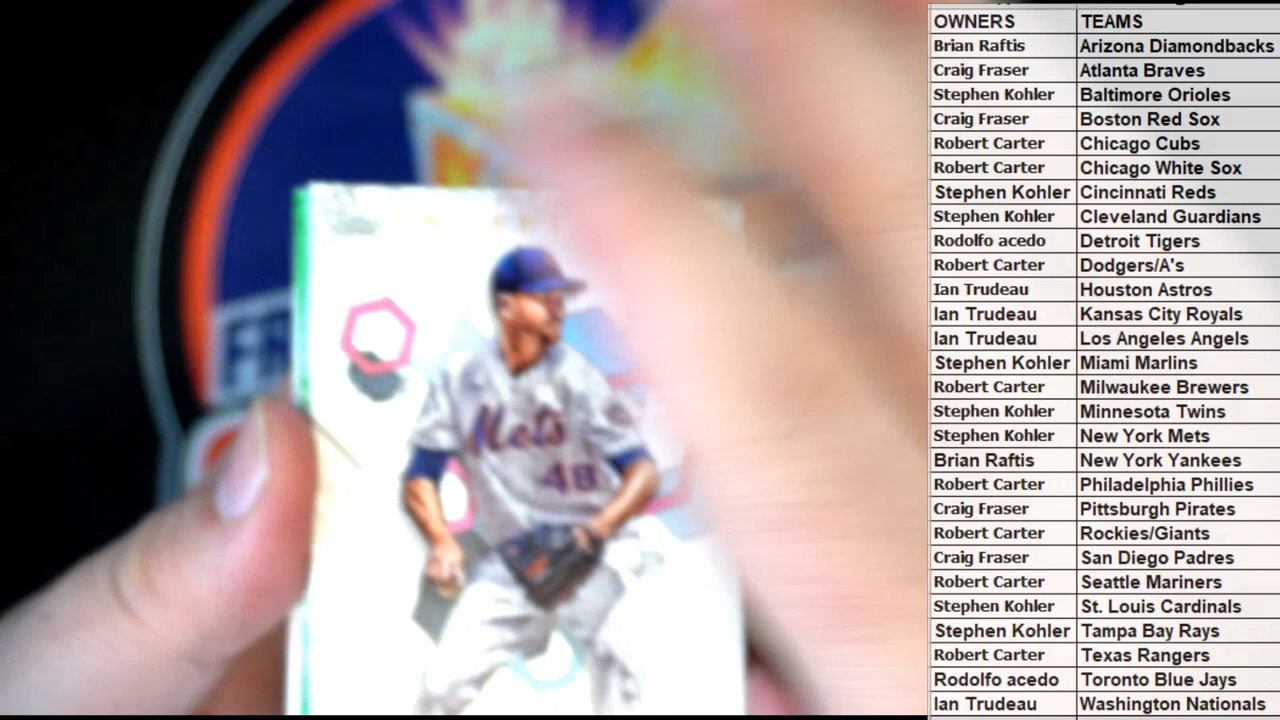 OWNERS TEAMS
Brian Raftis Arizona Diamondbacks
Craig Fraser Atlanta Braves
Stephen Kohler Baltimore Orioles
Craig Fraser Boston Red Sox
Robert Carter Chicago Cubs
Robert Carter Chicago White Sox
Stephen Kohler Cincinnati Reds
Stephen Kohler Cleveland Guardians
Rodolfo acedo Detroit Tigers
Robert Carter Dodgers/A's
Ian Trudeau Houston Astros
Ian Trudeau Kansas City Royals
Ian Trudeau Los Angeles Angels
Stephen Kohler Miami Marlins
Robert Carter Milwaukee Brewers
Stephen Kohler Minnesota Twins
Stephen Kohler New York Mets
Brian Raftis New York Yankees
Robert Carter Philadelphia Phillies
Craig Fraser Pittsburgh Pirates
Robert Carter Rockies/Giants
Craig Fraser San Diego Padres
Robert Carter Seattle Mariners
Stephen Kohler St. Louis Cardinals
Stephen Kohler Tampa Bay Rays
Robert Carter Texas Rangers
Rodolfo acedo Toronto Blue Jays
Ian Trudeau Washington Nationals
Mets
48